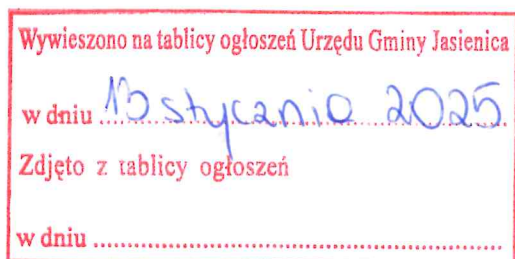 Wywieszono na tablicy ogłoszeń Urzędu Gminy Jasienica
w dniu 13 stycznia 2025
Zdjęto z tablicy ogłoszeń
w dniu ..........................................................